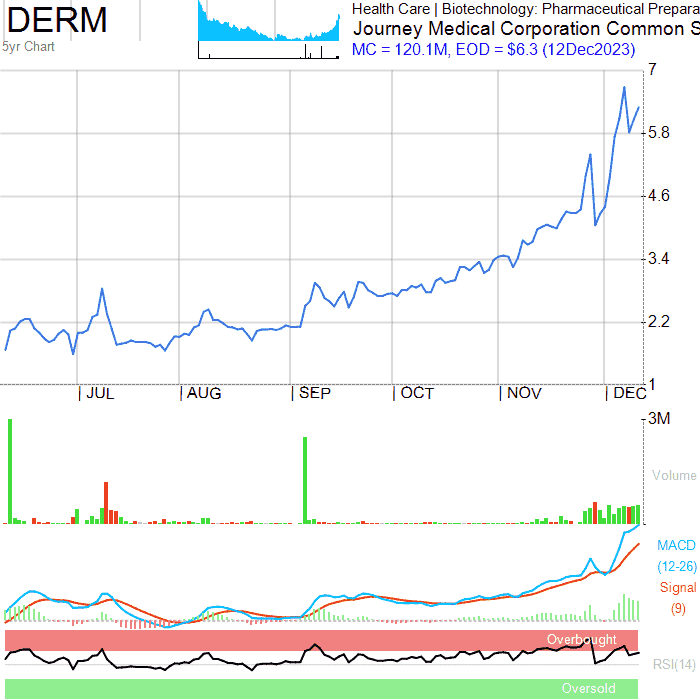 DERM
5yr Chart
Health Care | Biotechnology: Pharmaceutical Prepara
Journey Medical Corporation Common S
MC = 120.1M, EOD = $6.3 (12Dec2023)
7
5.8
4.6
3.4
2.2
1
| JUL | AUG | SEP | OCT | NOV | DEC
3M
Volume
MACD
(12-26)
Signal
(9)
Overbought
RSI(14)
Oversold